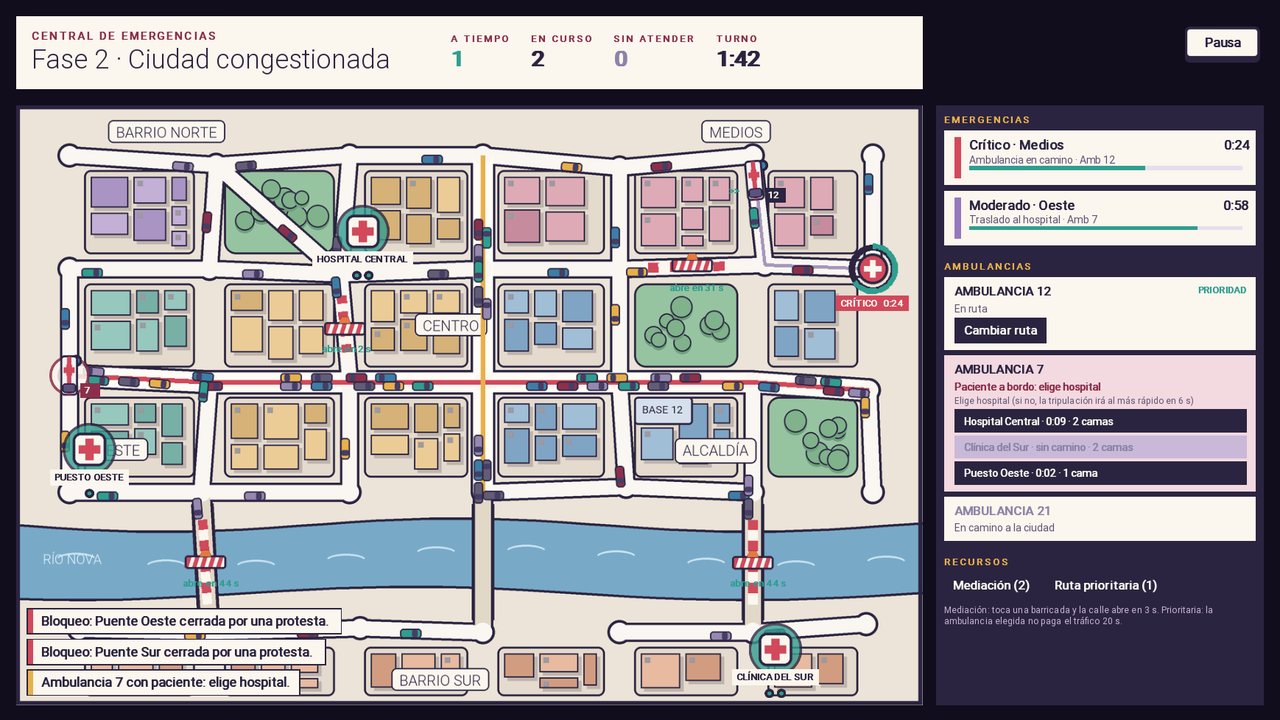 CENTRAL DE EMERGENCIAS
Fase 2 · Ciudad congestionada
A TIEMPO
1
EN CURSO
2
SIN ATENDER
0
TURNO
1:42
Pausa
BARRIO NORTE
MEDIOS
12
HOSPITAL CENTRAL
abre en 31 s
CRÍTICO 0:24
CENTRO
7
BASE 12
ALCALDÍA
PUESTO OESTE
RÍO NOVA
abre en 44 s
abre en 44 s
Bloqueo: Puente Oeste cerrada por una protesta.
Bloqueo: Puente Sur cerrada por una protesta.
Ambulancia 7 con paciente: elige hospital.
BARRIO SUR
CLÍNICA DEL SUR
EMERGENCIAS
Crítico · Medios
0:24
Ambulancia en camino · Amb 12
Moderado · Oeste
0:58
Traslado al hospital · Amb 7
AMBULANCIAS
AMBULANCIA 12
PRIORIDAD
En ruta
Cambiar ruta
AMBULANCIA 7
Paciente a bordo: elige hospital
Elige hospital (si no, la tripulación irá al más rápido en 6 s)
Hospital Central · 0:09 · 2 camas
Clínica del Sur · sin camino · 2 camas
Puesto Oeste · 0:02 · 1 cama
AMBULANCIA 21
En camino a la ciudad
RECURSOS
Mediación (2)
Ruta prioritaria (1)
Mediación: toca una barricada y la calle abre en 3 s. Prioritaria: la
ambulancia elegida no paga el tráfico 20 s.